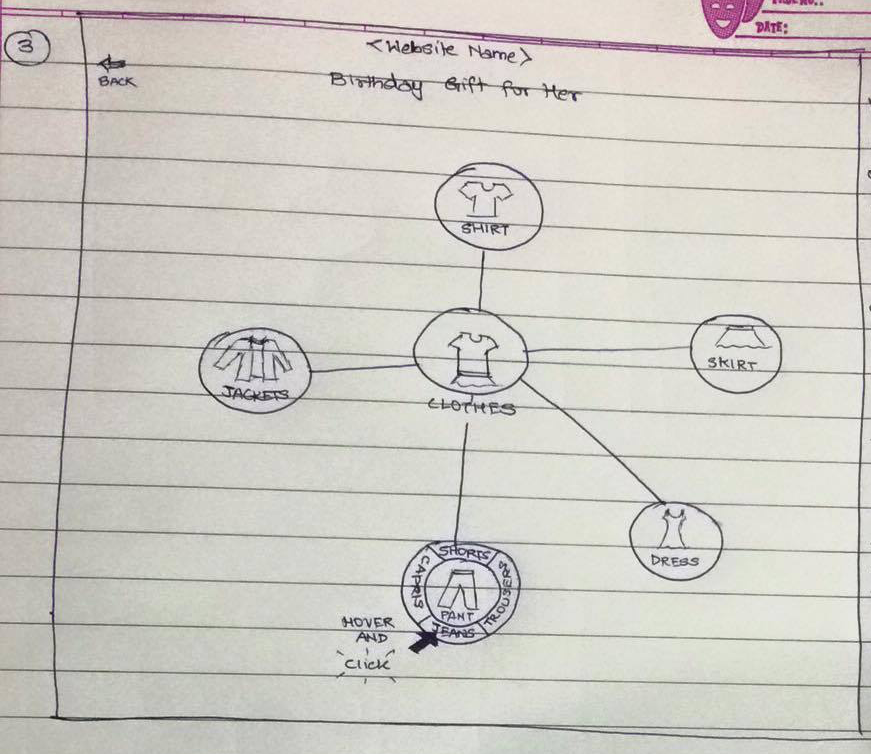 DATE:
3
<Website Name>
BACK
Birthday Gift for Her
SHIRT
SKIRT
JACKETS
CLOTHES
DRESS
SHORTS
CAPRIS
TROUSERS
PANT
JEANS
HOVER
AND
click